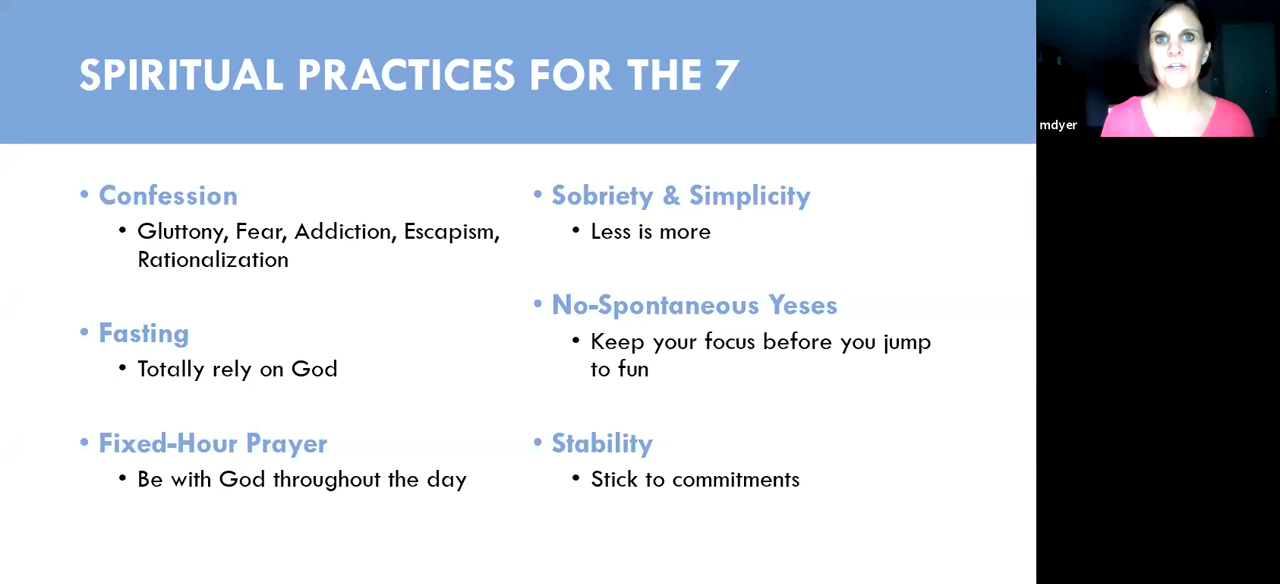 SPIRITUAL PRACTICES FOR THE 7
mdyer
• Confession
• Gluttony, Fear, Addiction, Escapism,
Rationalization
• Fasting
• Totally rely on God
• Fixed-Hour Prayer
• Be with God throughout the day
• Sobriety & Simplicity
• Less is more
• No-Spontaneous Yeses
• Keep your focus before you jump
to fun
• Stability
• Stick to commitments